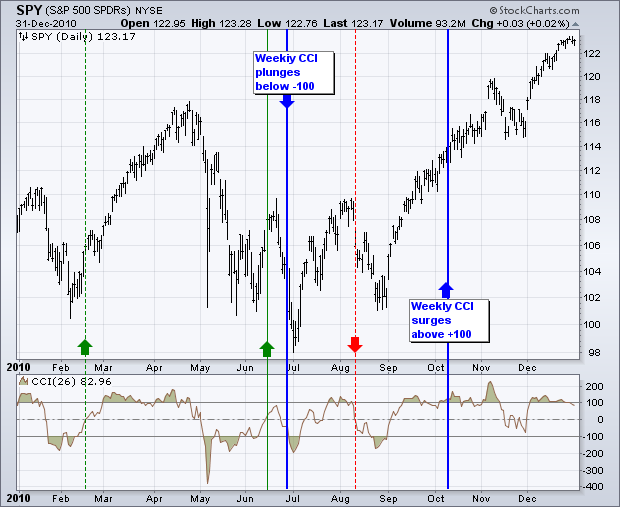 SPY (S&P 500 SPDRs) NYSE
© StockCharts.com
31-Dec-2010
Open 122.95 High 123.28 Low 122.76 Last 123.17 Volume 93.2M Chg +0.03 (+0.02%)
SPY (Daily) 123.17
Weekly CCI
plunges
below -100
122
120
118
116
114
112
110
108
106
104
102
100
98
Weekly CCI
surges
above +100
2010 Feb Mar Apr May Jun Jul Aug Sep Oct Nov Dec
CCI(26) 82.96
200
100
0
-100
-200
-300
-400
2010 Feb Mar Apr May Jun Jul Aug Sep Oct Nov Dec